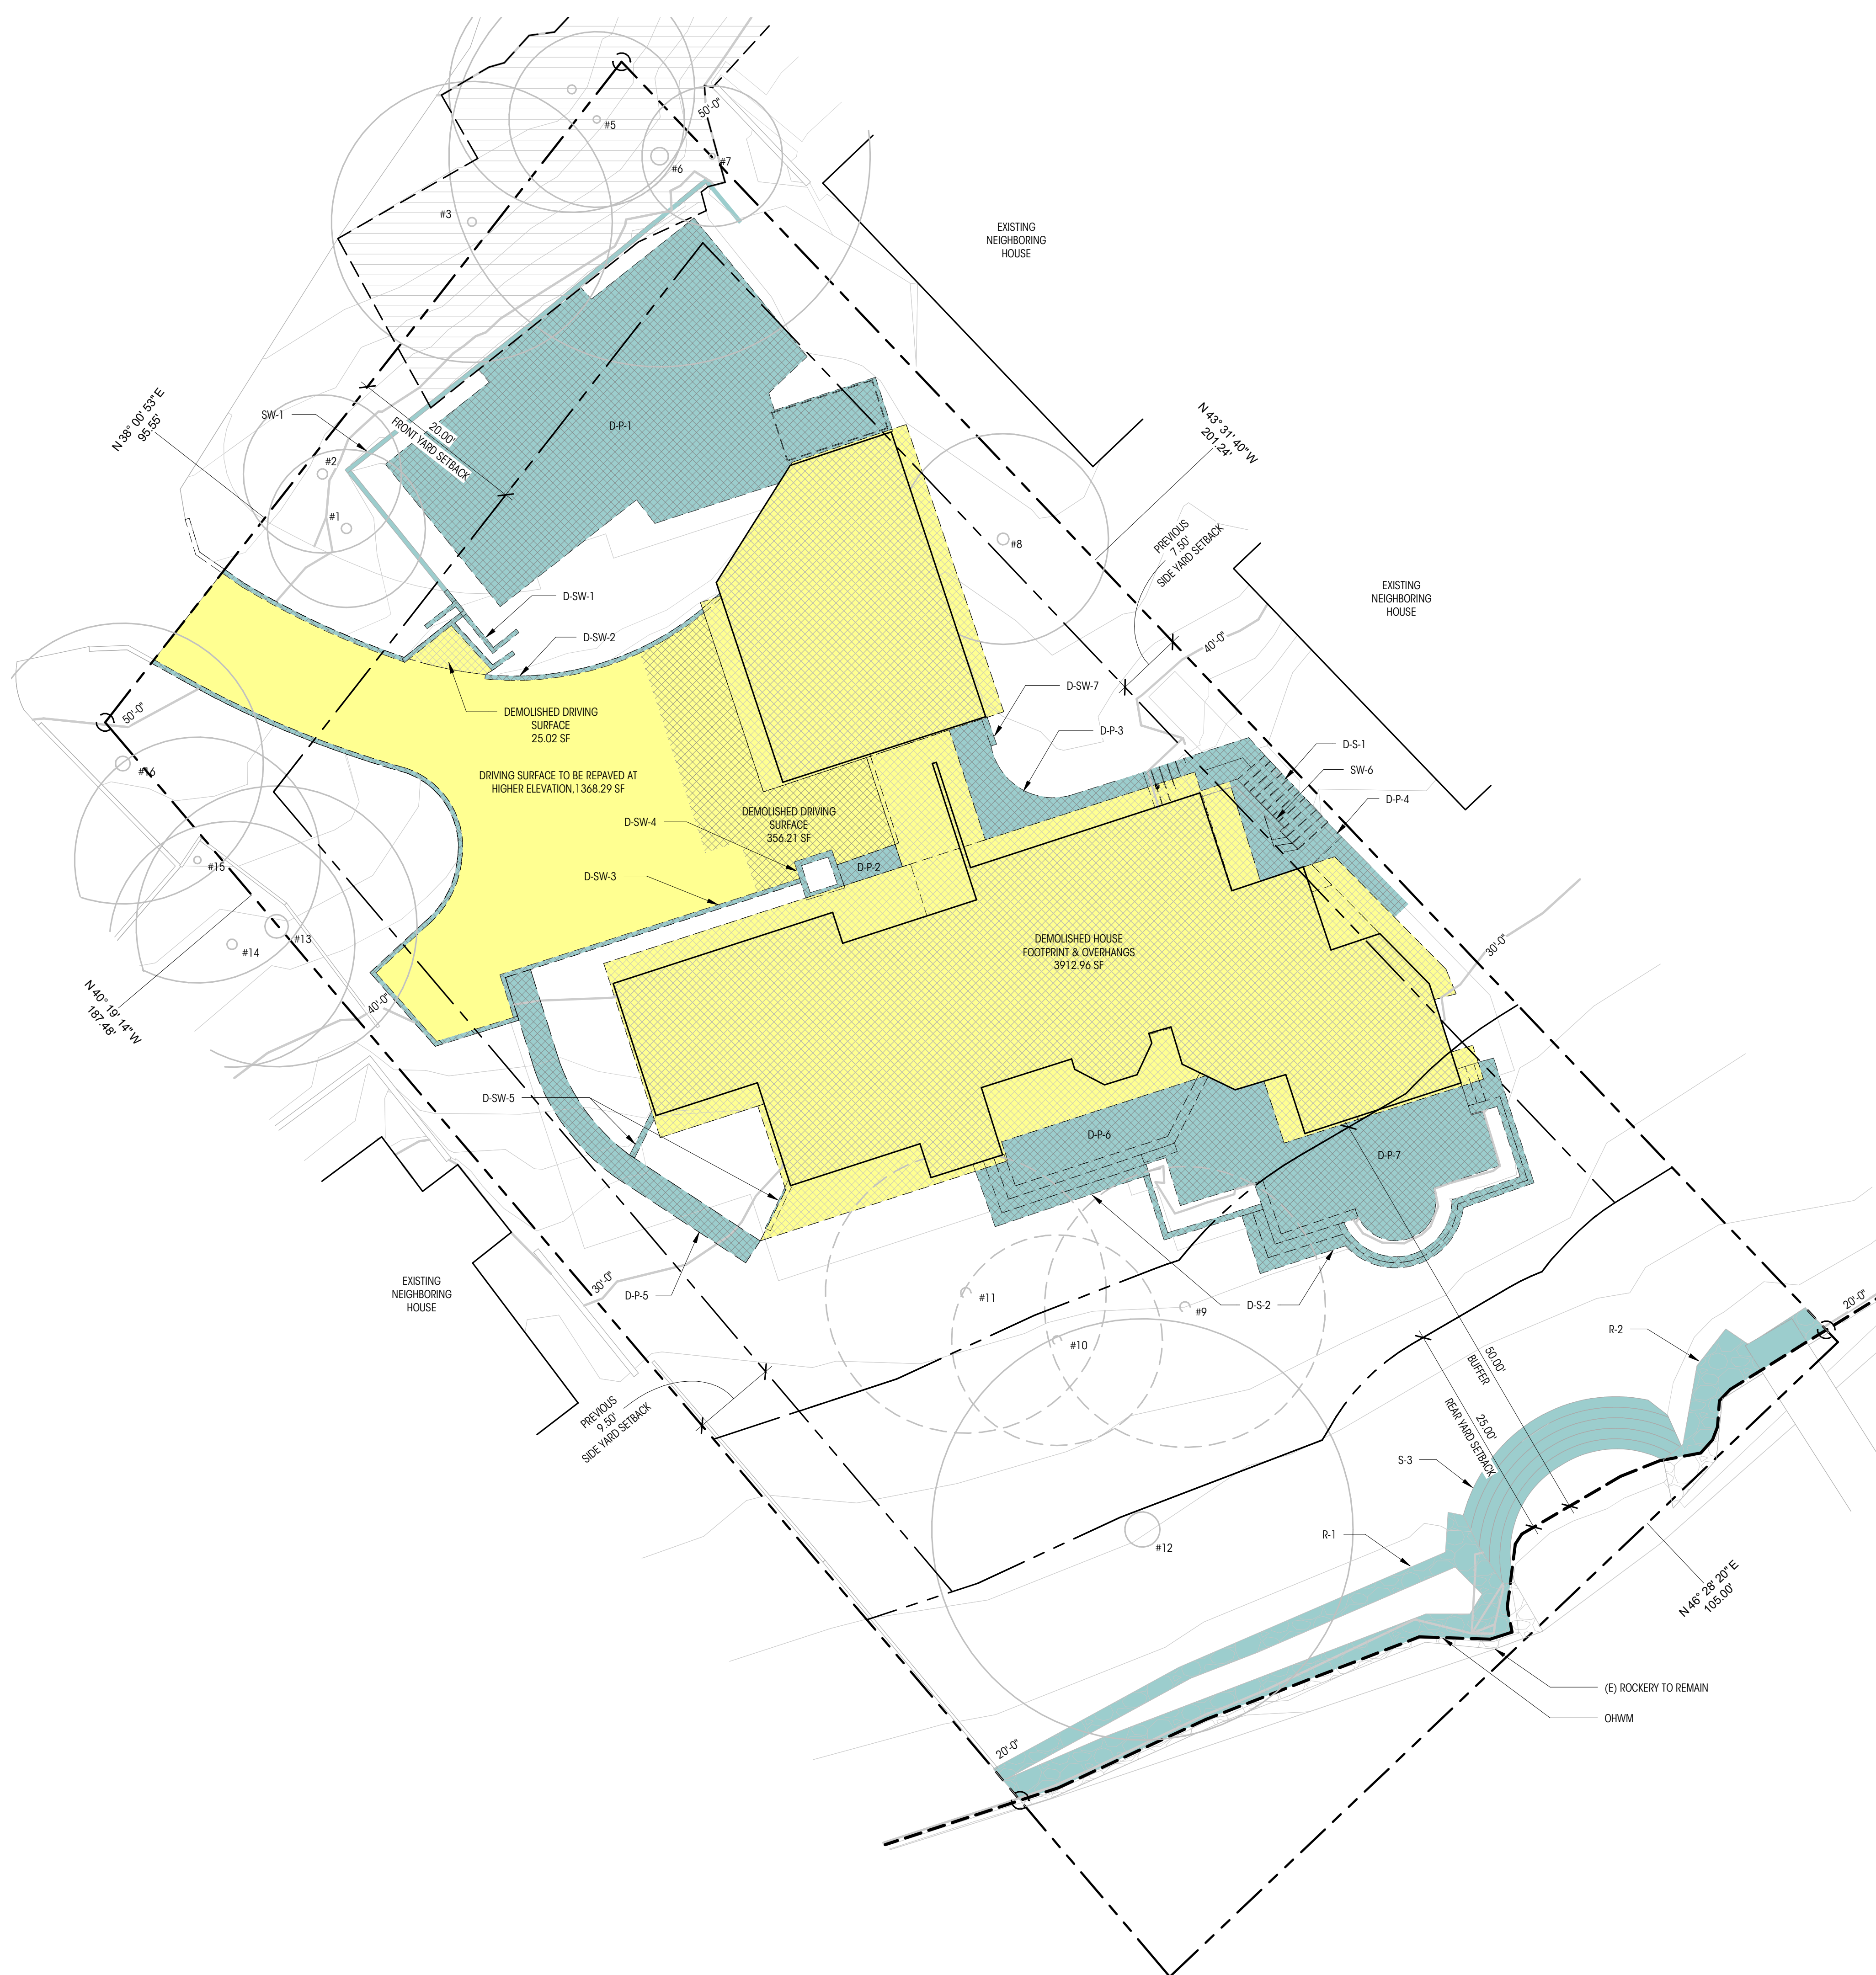 50'-0"
#5
#6
#7
#3
EXISTING
NEIGHBORING
HOUSE
N 38° 00' 53" E
95.55'
SW-1
20.00'
FRONT YARD SETBACK
D-P-1
N 43° 31' 40" W
201.24'
#2
#1
#8
PREVIOUS
7.50'
SIDE YARD SETBACK
EXISTING
NEIGHBORING
HOUSE
D-SW-1
D-SW-2
40'-0"
D-SW-7
50'-0"
DEMOLISHED DRIVING
SURFACE
25.02 SF
D-P-3
D-S-1
SW-6
D-P-4
#16
DRIVING SURFACE TO BE REPAVED AT
HIGHER ELEVATION,1368.29 SF
DEMOLISHED DRIVING
SURFACE
356.21 SF
D-SW-4
D-P-2
D-SW-3
#15
#13
#14
DEMOLISHED HOUSE
FOOTPRINT & OVERHANGS
3912.96 SF
30'-0"
N 40° 19' 14" W
187.48'
40'-0"
D-SW-5
D-P-6
D-P-7
EXISTING
NEIGHBORING
HOUSE
30'-0"
D-P-5
#11
#9
D-S-2
#10
20'-0"
R-2
50.00'
BUFFER
25.00'
REAR YARD SETBACK
PREVIOUS
9.50'
SIDE YARD SETBACK
S-3
R-1
#12
N 46° 28' 20" E
105.00'
(E) ROCKERY TO REMAIN
OHWM
20'-0"